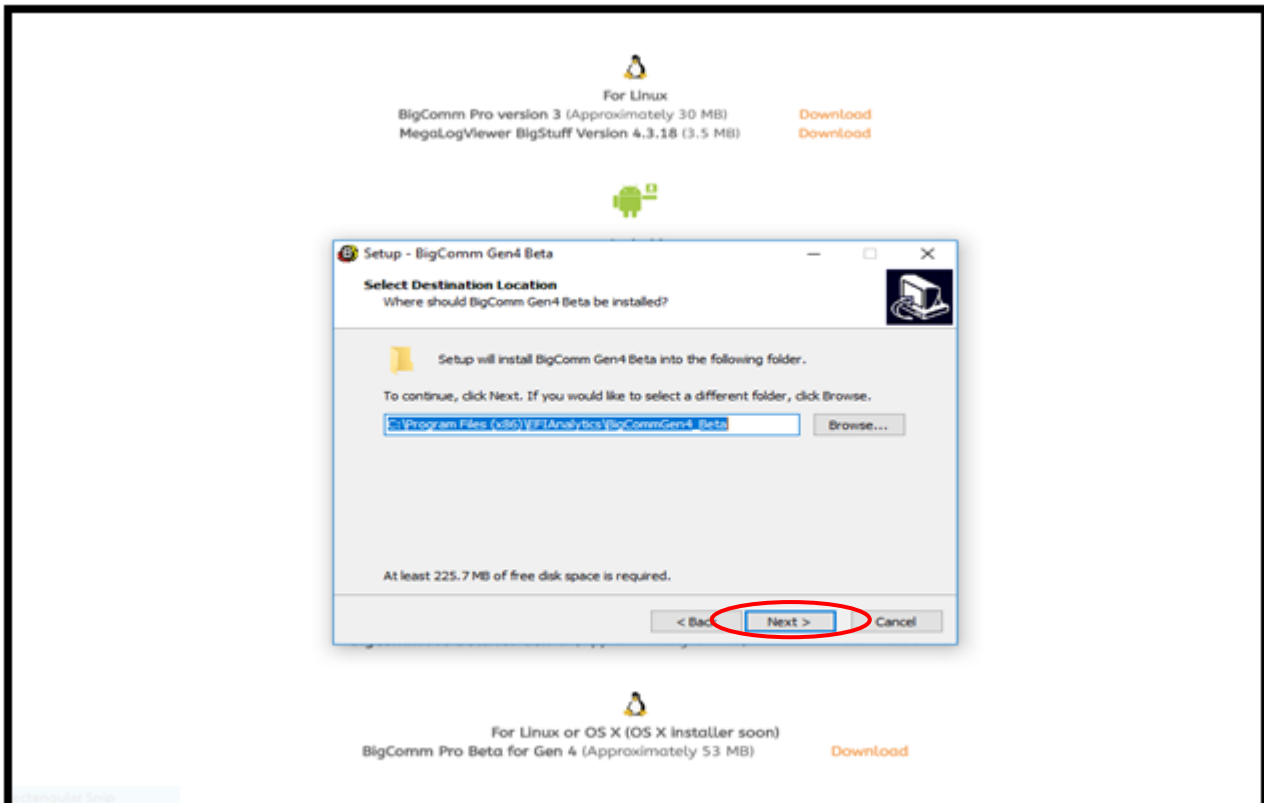 For Linux
BigComm Pro version 3 (Approximately 30 MB) Download
MegaLogViewer BigStuff Version 4.3.18 (3.5 MB) Download
Setup - BigComm Gen4 Beta
Select Destination Location
Where should BigComm Gen4 Beta be installed?
Setup will install BigComm Gen4 Beta into the following folder.
To continue, click Next. If you would like to select a different folder, click Browse.
C:\Program Files (x86)\EFIAnalytics\BigCommGen4_Beta
Browse...
At least 225.7 MB of free disk space is required.
< Back Next > Cancel
For Linux or OS X (OS X installer soon)
BigComm Pro Beta for Gen 4 (Approximately 53 MB) Download
Rectangular Snip